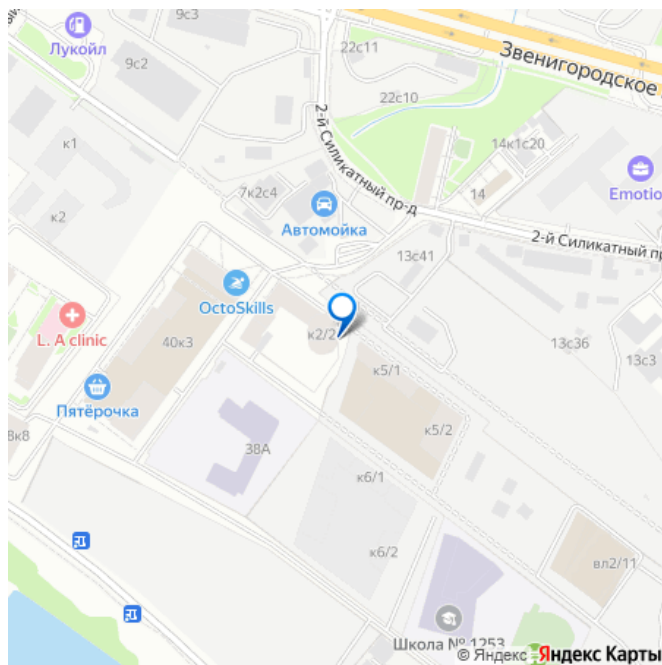 9с3
Лукойл
9с2
22с11
Звенигородское
22с10
2-й Силикатный пр-д
14к1с20
к1
7к2с4
14
Emotio
Автомойка
к2
2-й Силикатный пр
13с41
OctoSkills
L. A clinic
к2/2
13с36
40к3
13с3
к5/1
Пятёрочка
8к8
к5/2
38А
к6/1
к6/2
вл2/11
Школа № 1253
© Яндекс Яндекс Карты